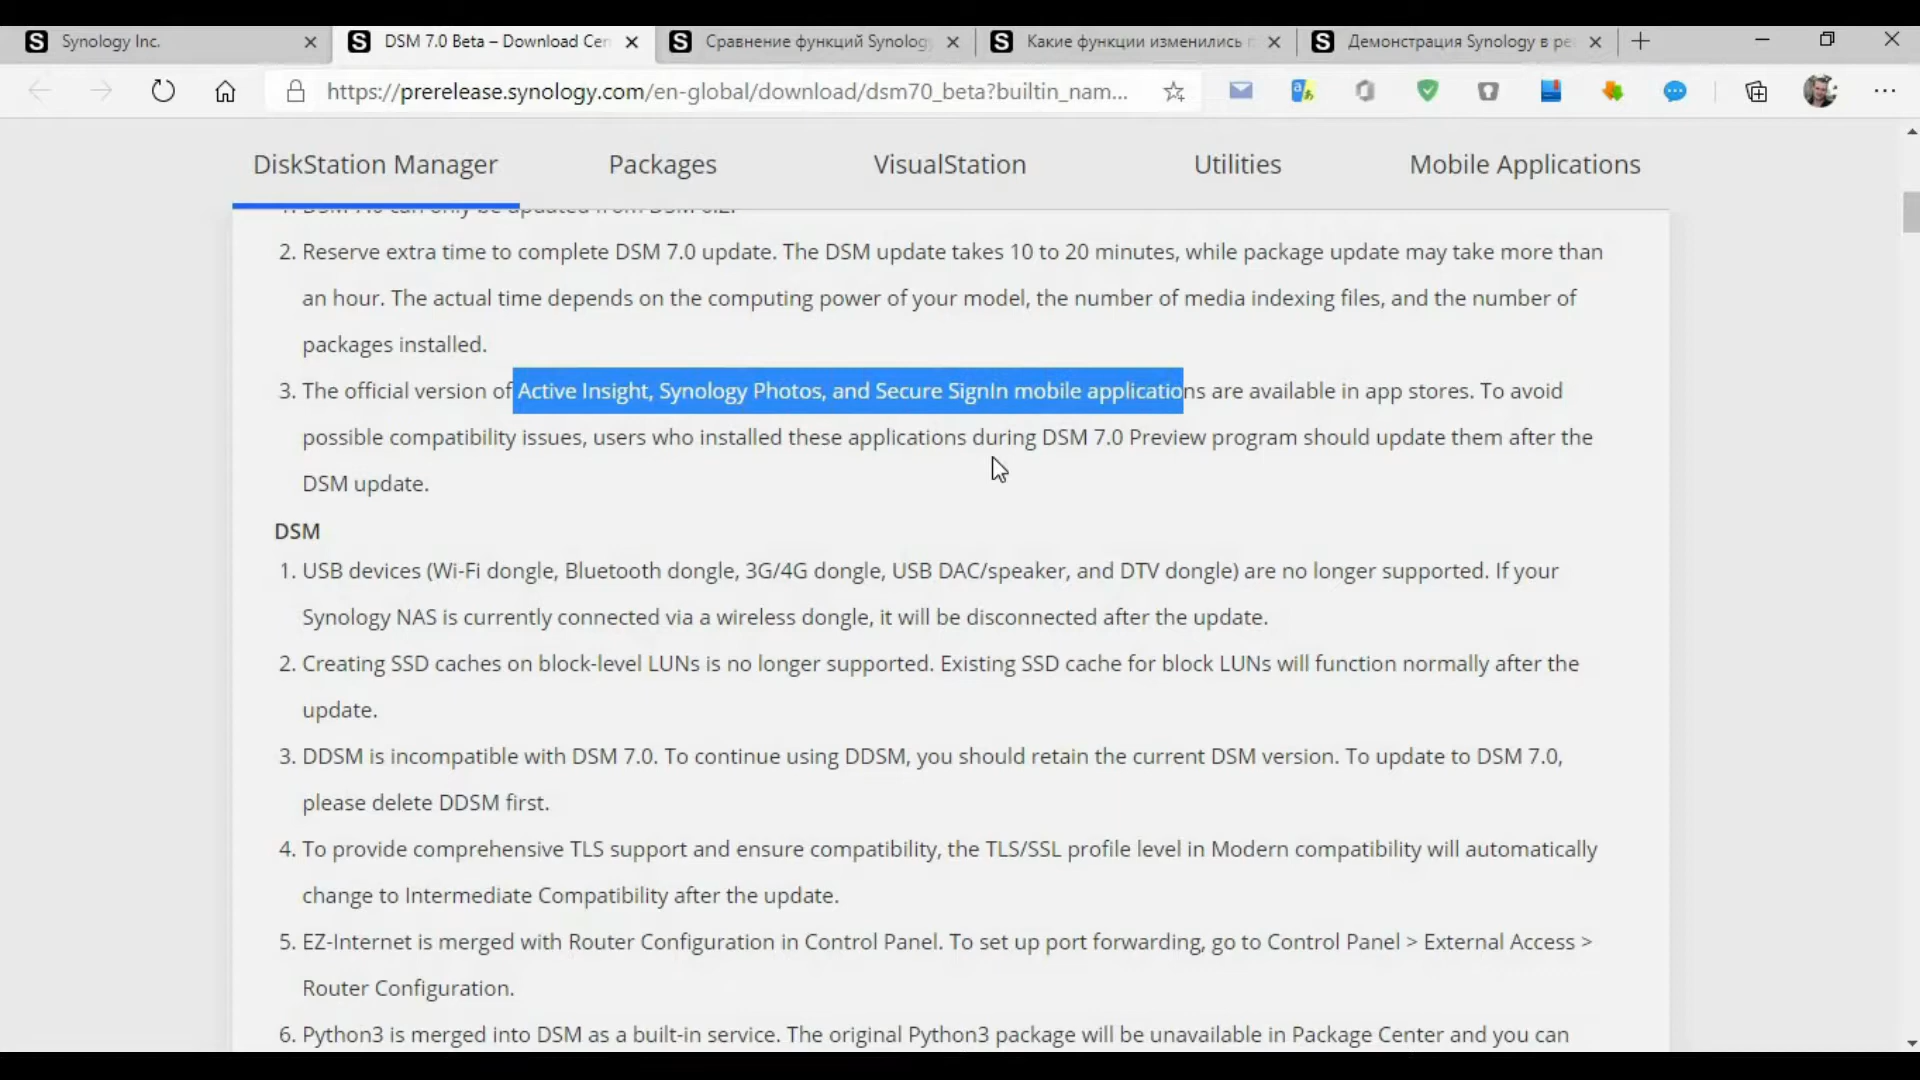 Synology Inc.
DSM 7.0 Beta – Download Cen
Сравнение функций Synology
Какие функции изменились п
Демонстрация Synology в ре
https://prerelease.synology.com/en-global/download/dsm70_beta?builtin_nam...
DiskStation Manager
Packages
VisualStation
Utilities
Mobile Applications
1. DSM 7.0 can only be updated from DSM 6.2.
2. Reserve extra time to complete DSM 7.0 update. The DSM update takes 10 to 20 minutes, while package update may take more than
an hour. The actual time depends on the computing power of your model, the number of media indexing files, and the number of
packages installed.
3. The official version of Active Insight, Synology Photos, and Secure SignIn mobile applications are available in app stores. To avoid
possible compatibility issues, users who installed these applications during DSM 7.0 Preview program should update them after the
DSM update.
DSM
1. USB devices (Wi-Fi dongle, Bluetooth dongle, 3G/4G dongle, USB DAC/speaker, and DTV dongle) are no longer supported. If your
Synology NAS is currently connected via a wireless dongle, it will be disconnected after the update.
2. Creating SSD caches on block-level LUNs is no longer supported. Existing SSD cache for block LUNs will function normally after the
update.
3. DDSM is incompatible with DSM 7.0. To continue using DDSM, you should retain the current DSM version. To update to DSM 7.0,
please delete DDSM first.
4. To provide comprehensive TLS support and ensure compatibility, the TLS/SSL profile level in Modern compatibility will automatically
change to Intermediate Compatibility after the update.
5. EZ-Internet is merged with Router Configuration in Control Panel. To set up port forwarding, go to Control Panel > External Access >
Router Configuration.
6. Python3 is merged into DSM as a built-in service. The original Python3 package will be unavailable in Package Center and you can